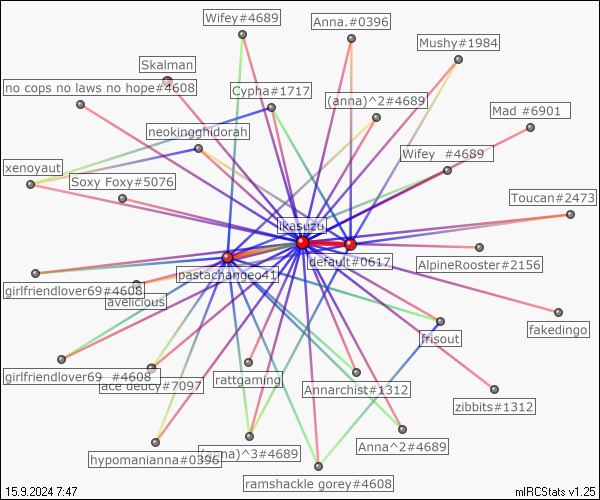 Wifey#4689
Anna.#0396
Mushy#1984
Skalman
no cops no laws no hope#4608
Cypha#1717
(anna)^2#4689
Mad #6901
neokingghidorah
Wifey #4689
xenoyaut
Soxy Foxy#5076
Toucan#2473
ikasuzu
default#0617
AlpineRooster#2156
pastachangeo41
girlfriendlover69#4608
avelicious
fakedingo
frisout
girlfriendlover69 #4608
ace deucy#7097
rattgaming
Annarchist#1312
zibbits#1312
hypomanianna#0396
(anna)^3#4689
Anna^2#4689
ramshackle gorey#4608
15.9.2024 7:47
mIRCStats v1.25